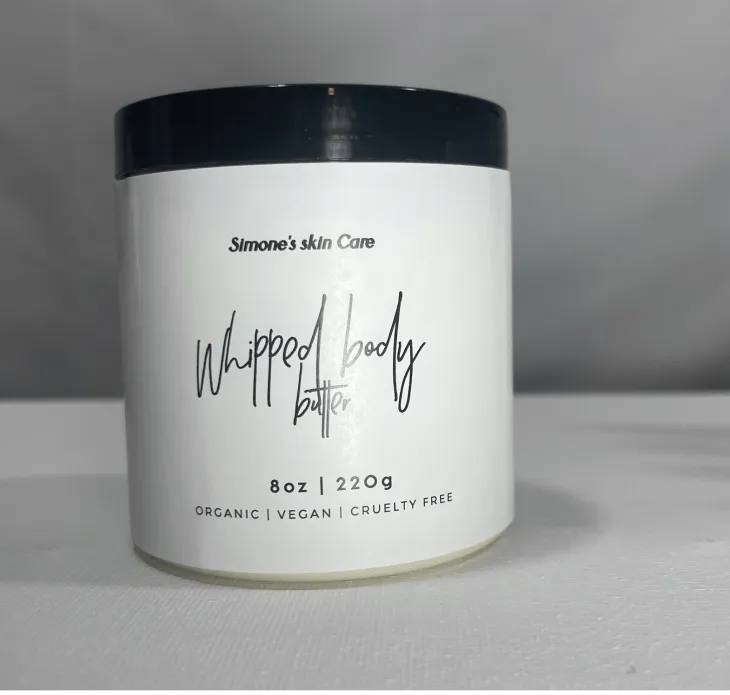 Simone's skin Care
Whipped body
butter
8oz | 220g
ORGANIC | VEGAN | CRUELTY FREE